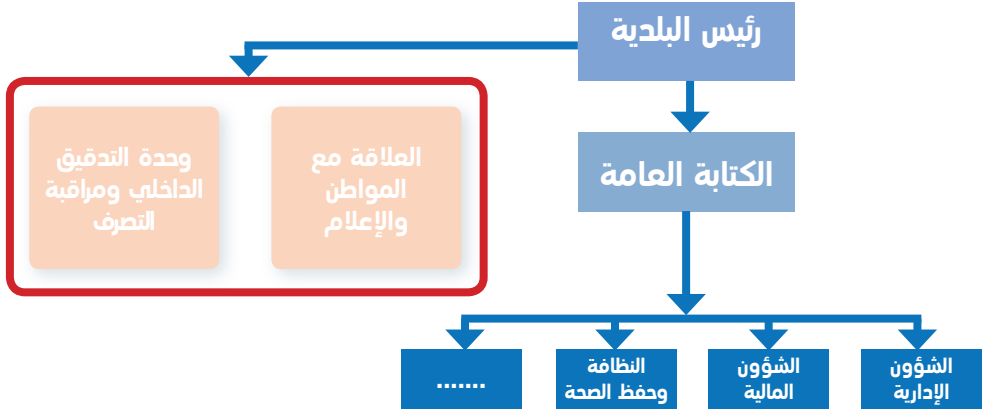 رئيس البلدية
العلاقة مع
المواطن
والإعلام
وحدة التدقيق
الداخلي ومراقبة
التصرف
الكتابة العامة
الشؤون
الإدارية
الشؤون
المالية
النظافة
وحفظ الصحة
.......